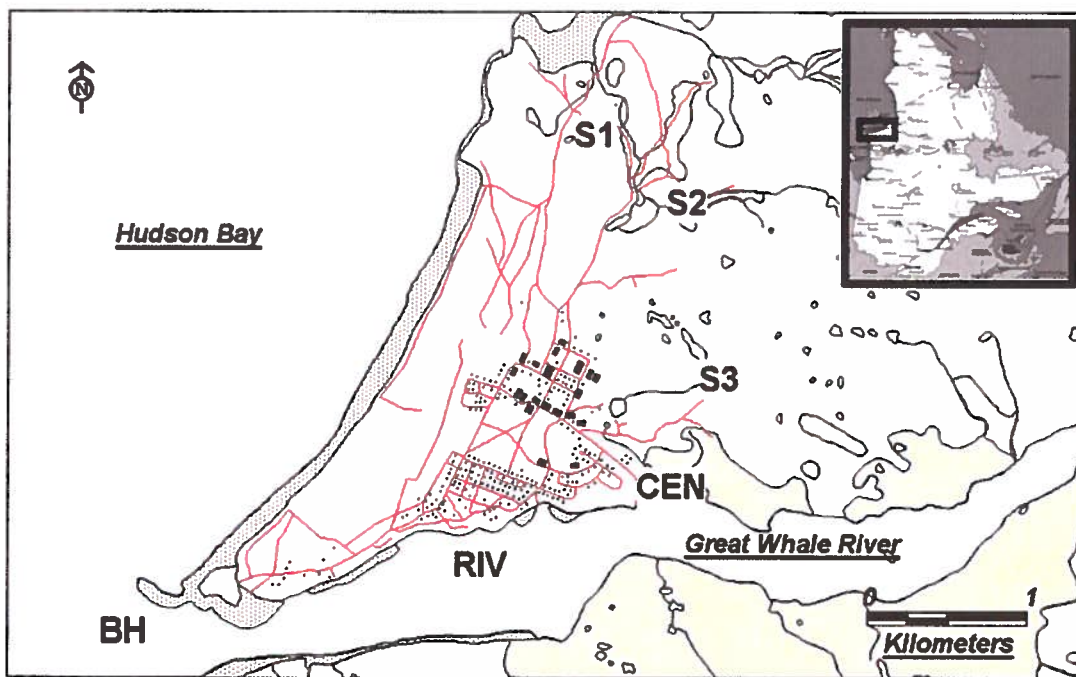 N
S1
S2
Hudson Bay
S3
CEN
Great Whale River
RIV
0 1
BH
Kilometers